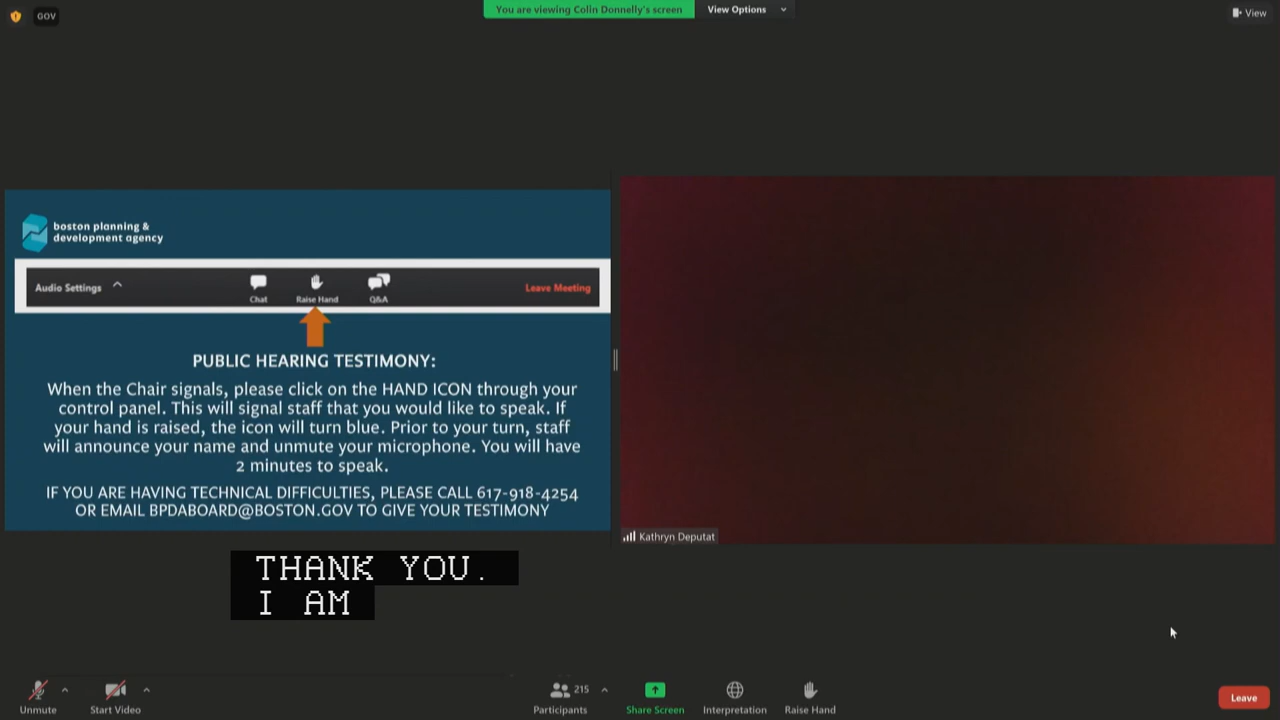 GOV
You are viewing Colin Donnelly's screen
View Options
View
boston planning &
development agency
Audio Settings
Chat
Raise Hand
Q&A
Leave Meeting
PUBLIC HEARING TESTIMONY:
When the Chair signals, please click on the HAND ICON through your
control panel. This will signal staff that you would like to speak. If
your hand is raised, the icon will turn blue. Prior to your turn, staff
will announce your name and unmute your microphone. You will have
2 minutes to speak.
IF YOU ARE HAVING TECHNICAL DIFFICULTIES, PLEASE CALL 617-918-4254
OR EMAIL BPDABOARD@BOSTON.GOV TO GIVE YOUR TESTIMONY
Kathryn Deputat
THANK YOU.
I AM
Unmute
Start Video
215
Participants
Share Screen
Interpretation
Raise Hand
Leave